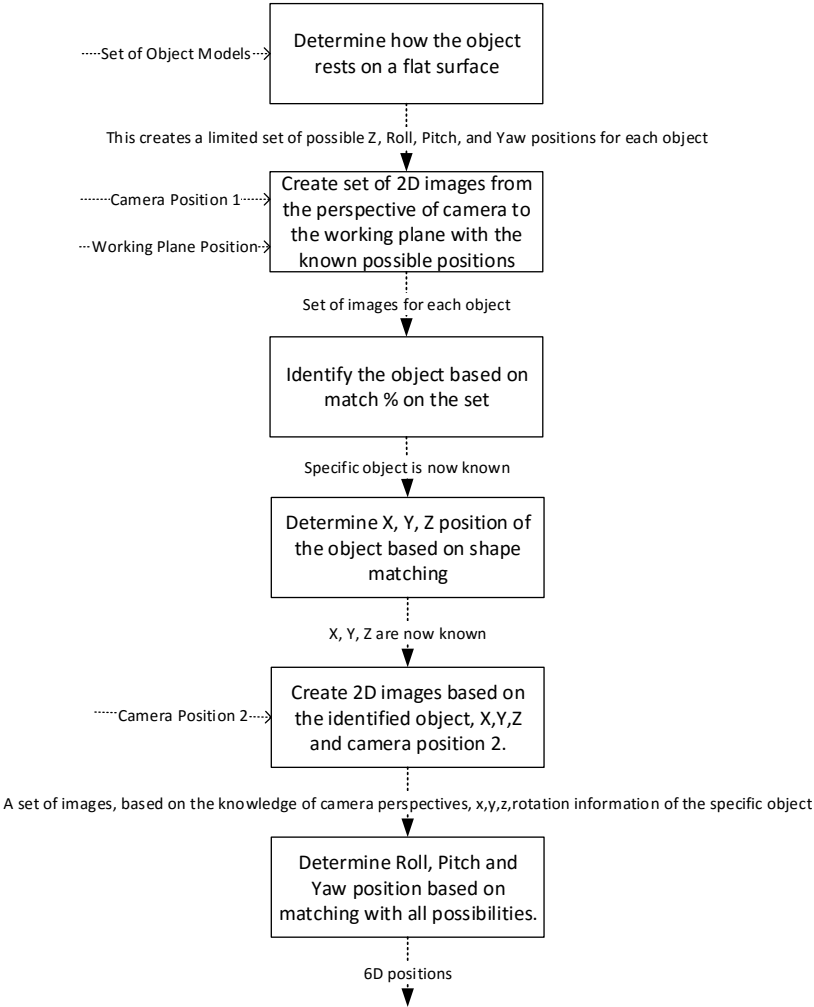 Determine how the object
rests on a flat surface
Set of Object Models
This creates a limited set of possible Z, Roll, Pitch, and Yaw positions for each object
Create set of 2D images from
the perspective of camera to
the working plane with the
known possible positions
Camera Position 1
Working Plane Position
Set of images for each object
Identify the object based on
match % on the set
Specific object is now known
Determine X, Y, Z position of
the object based on shape
matching
X, Y, Z are now known
Create 2D images based on
the identified object, X,Y,Z
and camera position 2.
Camera Position 2
A set of images, based on the knowledge of camera perspectives, x,y,z,rotation information of the specific object
Determine Roll, Pitch and
Yaw position based on
matching with all possibilities.
6D positions